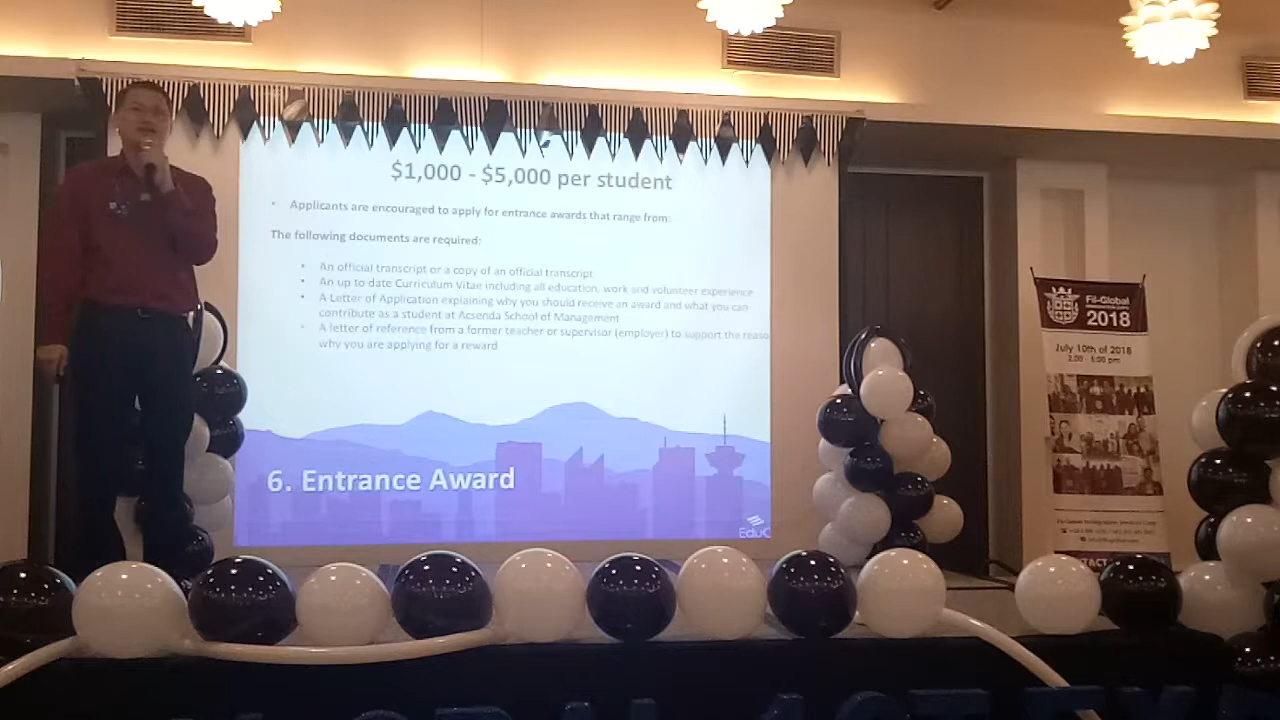 $1,000 - $5,000 per student
• Applicants are encouraged to apply for entrance awards that range from:
The following documents are required:
• An official transcript or a copy of an official transcript
• An up to date Curriculum Vitae including all education, work and volunteer experience
• A Letter of Application explaining why you should receive an award and what you can
contribute as a student at Acsenda School of Management
• A letter of reference from a former teacher or supervisor (employer) to support the reaso
why you are applying for a reward
6. Entrance Award
EduC
Fil-Global
2018
July 10th of 2018
2:00 - 5:00 pm